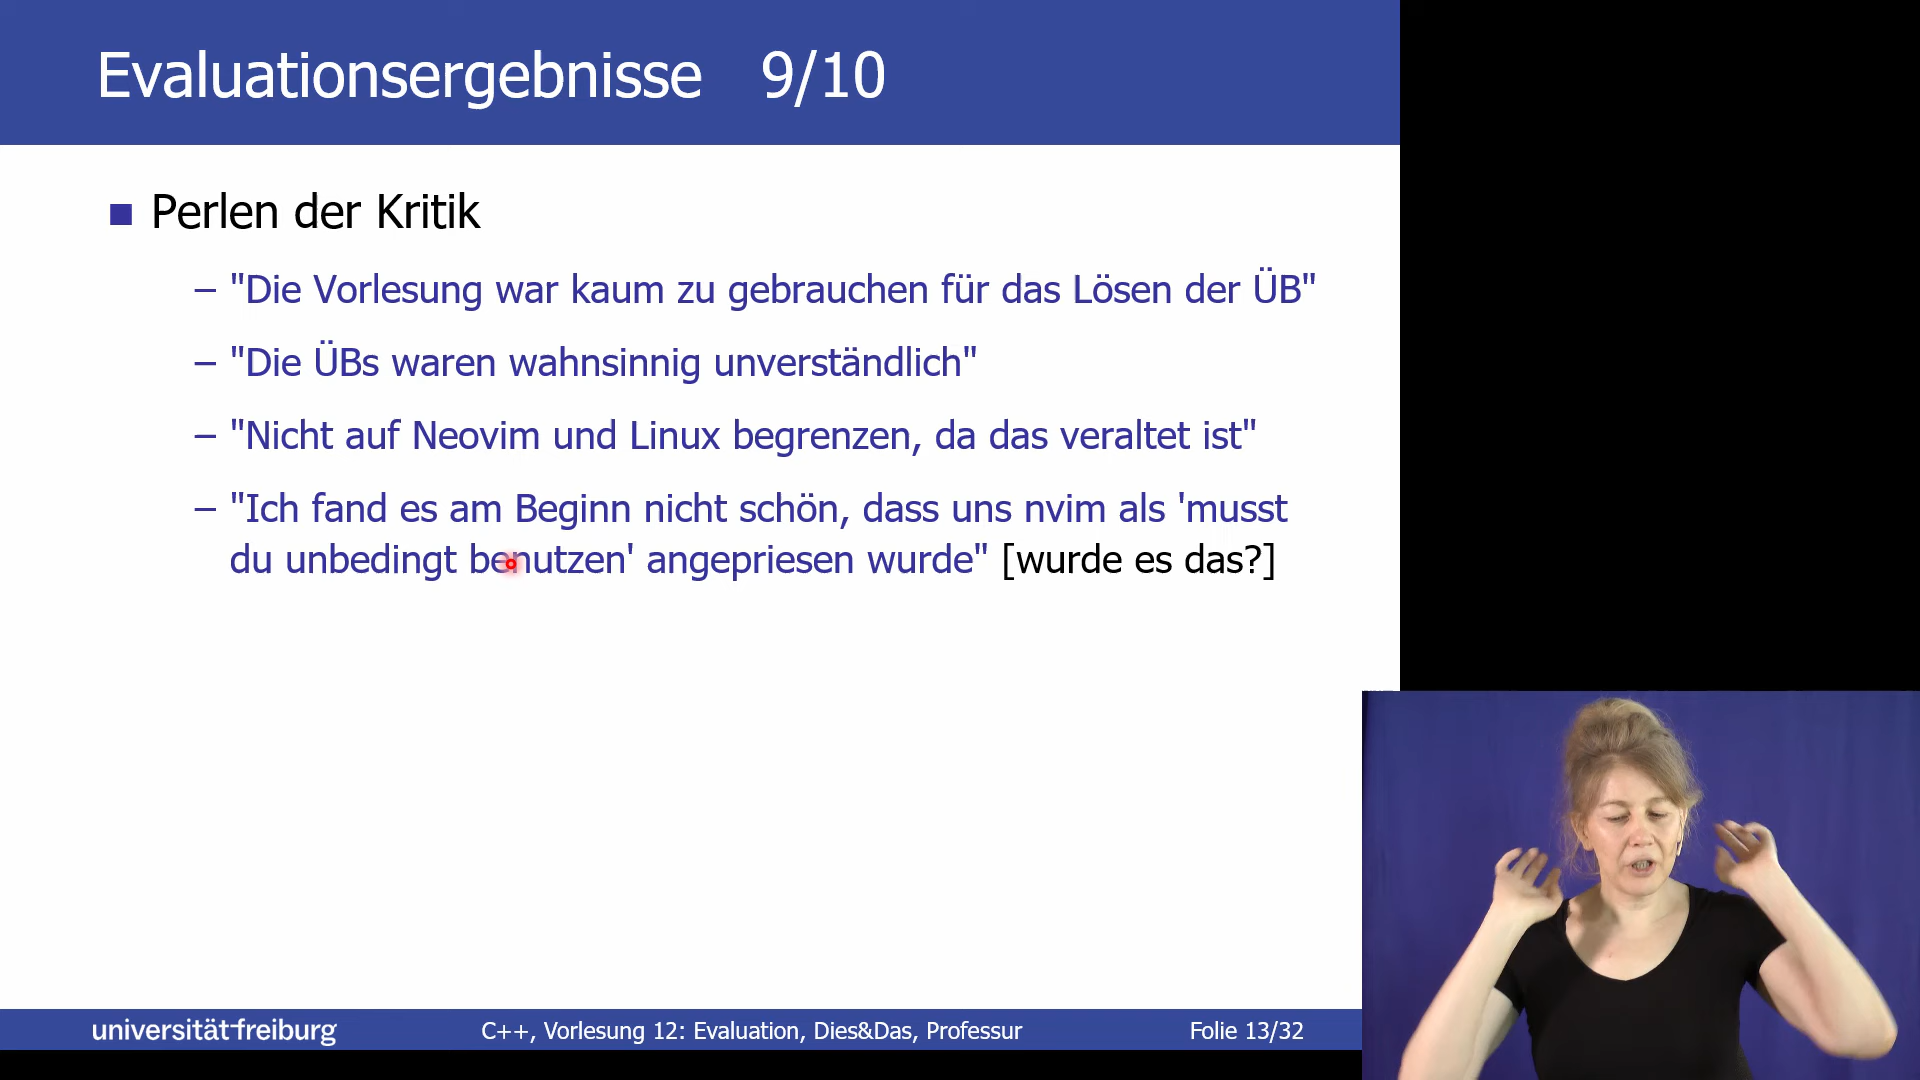 Evaluationsergebnisse 9/10
■ Perlen der Kritik
– "Die Vorlesung war kaum zu gebrauchen für das Lösen der ÜB"
– "Die ÜBs waren wahnsinnig unverständlich"
– "Nicht auf Neovim und Linux begrenzen, da das veraltet ist"
– "Ich fand es am Beginn nicht schön, dass uns nvim als 'musst
du unbedingt benutzen' angepriesen wurde" [wurde es das?]
universität freiburg
C++, Vorlesung 12: Evaluation, Dies&Das, Professur
Folie 13/32